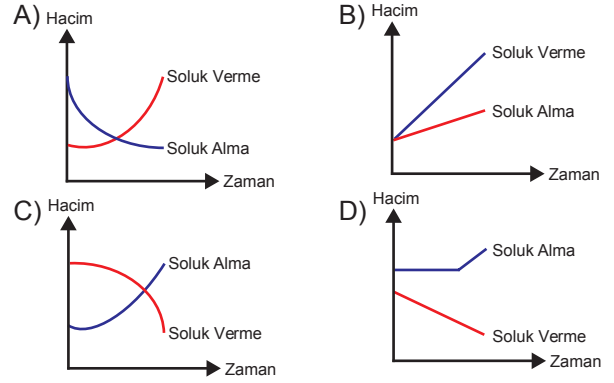 A)
Hacim
Soluk Verme
Soluk Alma
Zaman
B)
Hacim
Soluk Verme
Soluk Alma
Zaman
C)
Hacim
Soluk Alma
Soluk Verme
Zaman
D)
Hacim
Soluk Alma
Soluk Verme
Zaman